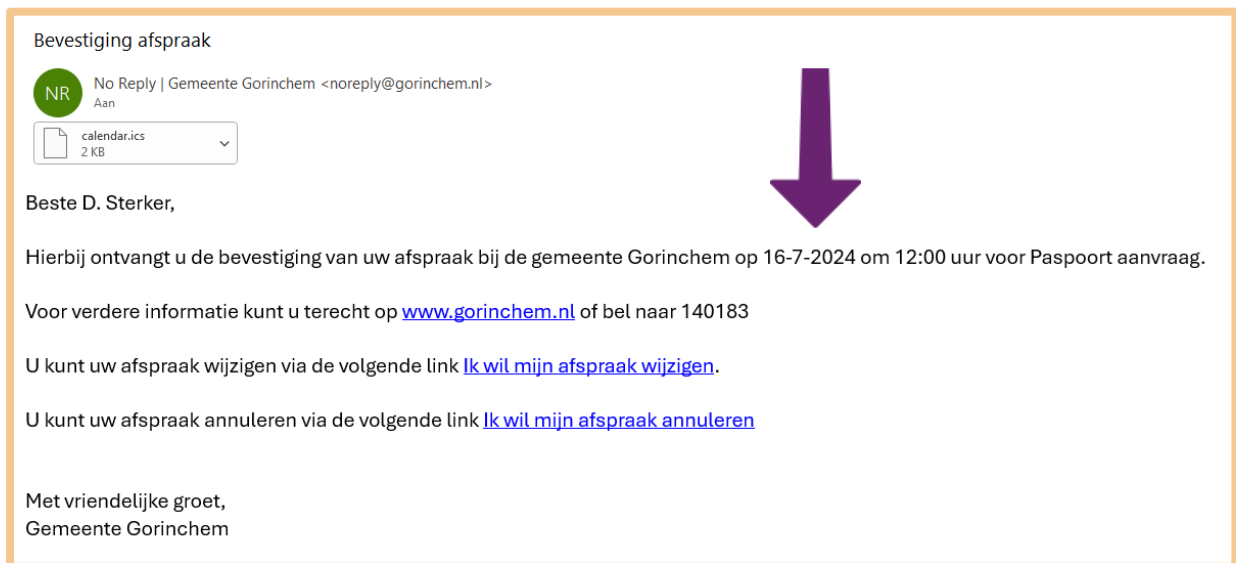 Bevestiging afspraak
NR
No Reply | Gemeente Gorinchem <noreply@gorinchem.nl>
Aan
calendar.ics
2 KB
Beste D. Sterker,
Hierbij ontvangt u de bevestiging van uw afspraak bij de gemeente Gorinchem op 16-7-2024 om 12:00 uur voor Paspoort aanvraag.
Voor verdere informatie kunt u terecht op www.gorinchem.nl of bel naar 140183
U kunt uw afspraak wijzigen via de volgende link Ik wil mijn afspraak wijzigen.
U kunt uw afspraak annuleren via de volgende link Ik wil mijn afspraak annuleren
Met vriendelijke groet,
Gemeente Gorinchem